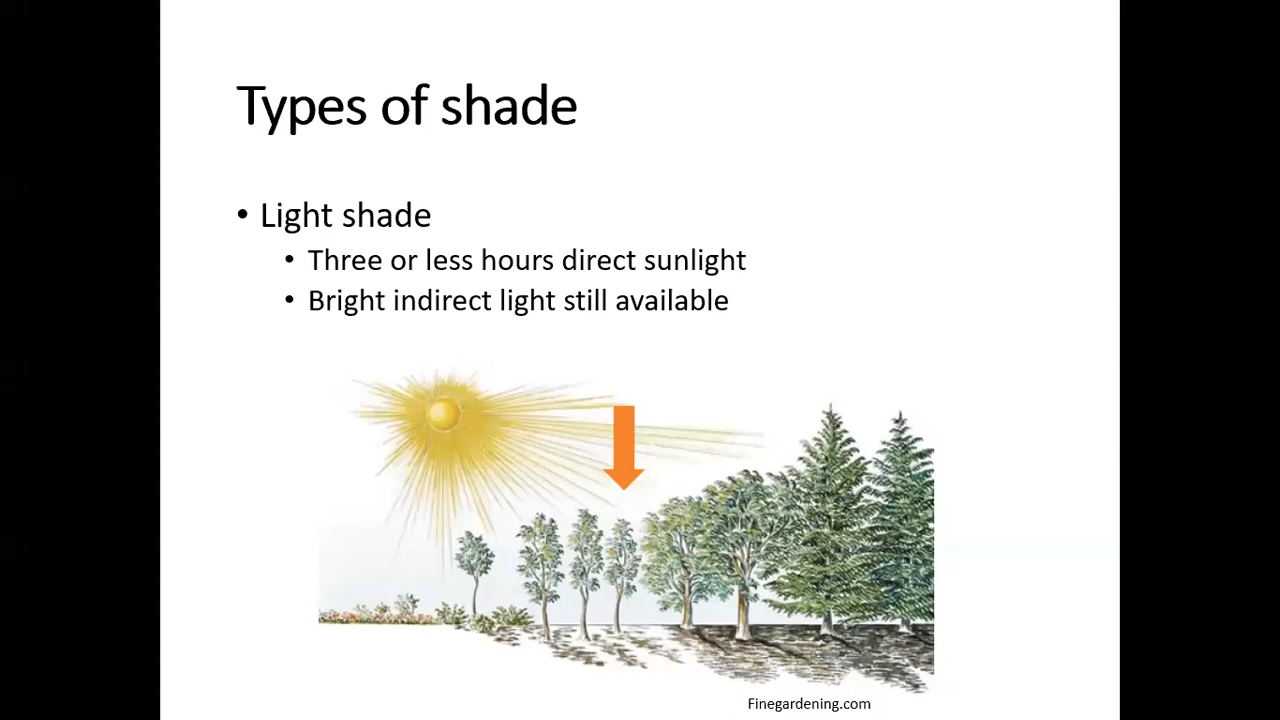 Types of shade
• Light shade
• Three or less hours direct sunlight
• Bright indirect light still available
Finegardening.com